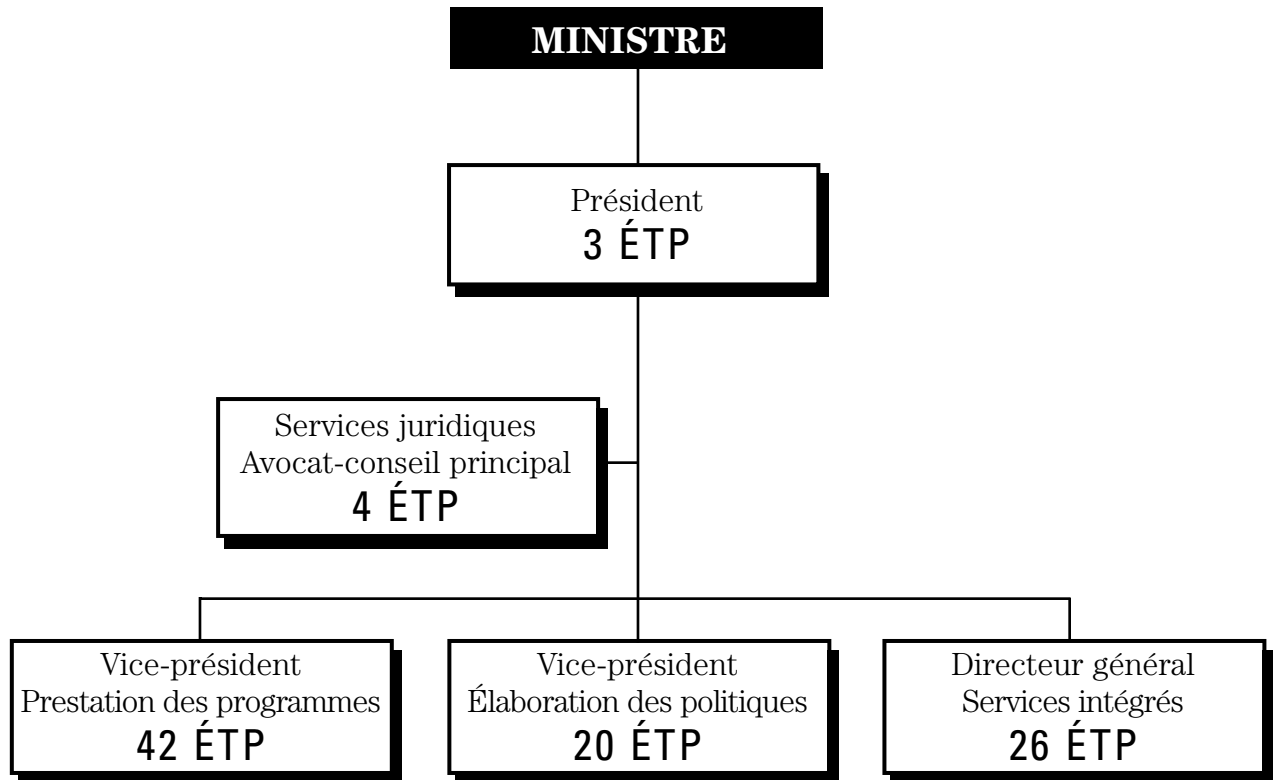 MINISTRE
Président
3 ÉTP
Services juridiques
Avocat-conseil principal
4 ÉTP
Vice-président
Prestation des programmes
42 ÉTP
Vice-président
Élaboration des politiques
20 ÉTP
Directeur général
Services intégrés
26 ÉTP